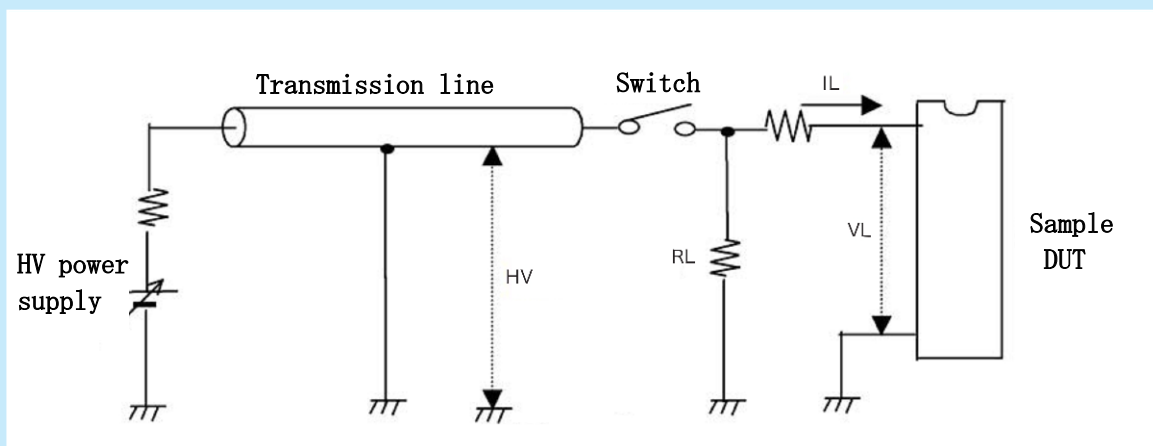 Transmission line
Switch
IL
HV power
supply
HV
RL
VL
Sample
DUT